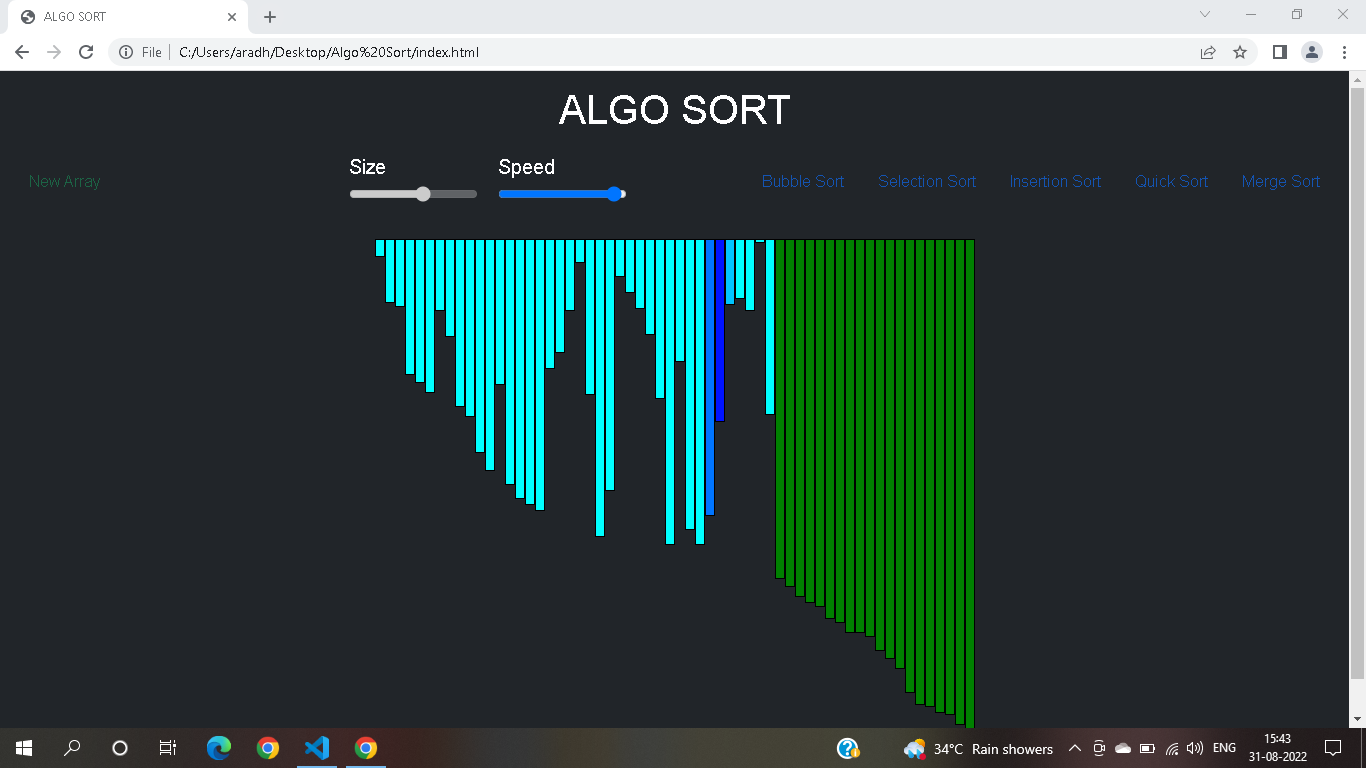 ALGO SORT
File C:/Users/aradh/Desktop/Algo%20Sort/index.html
ALGO SORT
Size Speed
New Array Bubble Sort Selection Sort Insertion Sort Quick Sort Merge Sort
34°C Rain showers ENG 15:43
31-08-2022